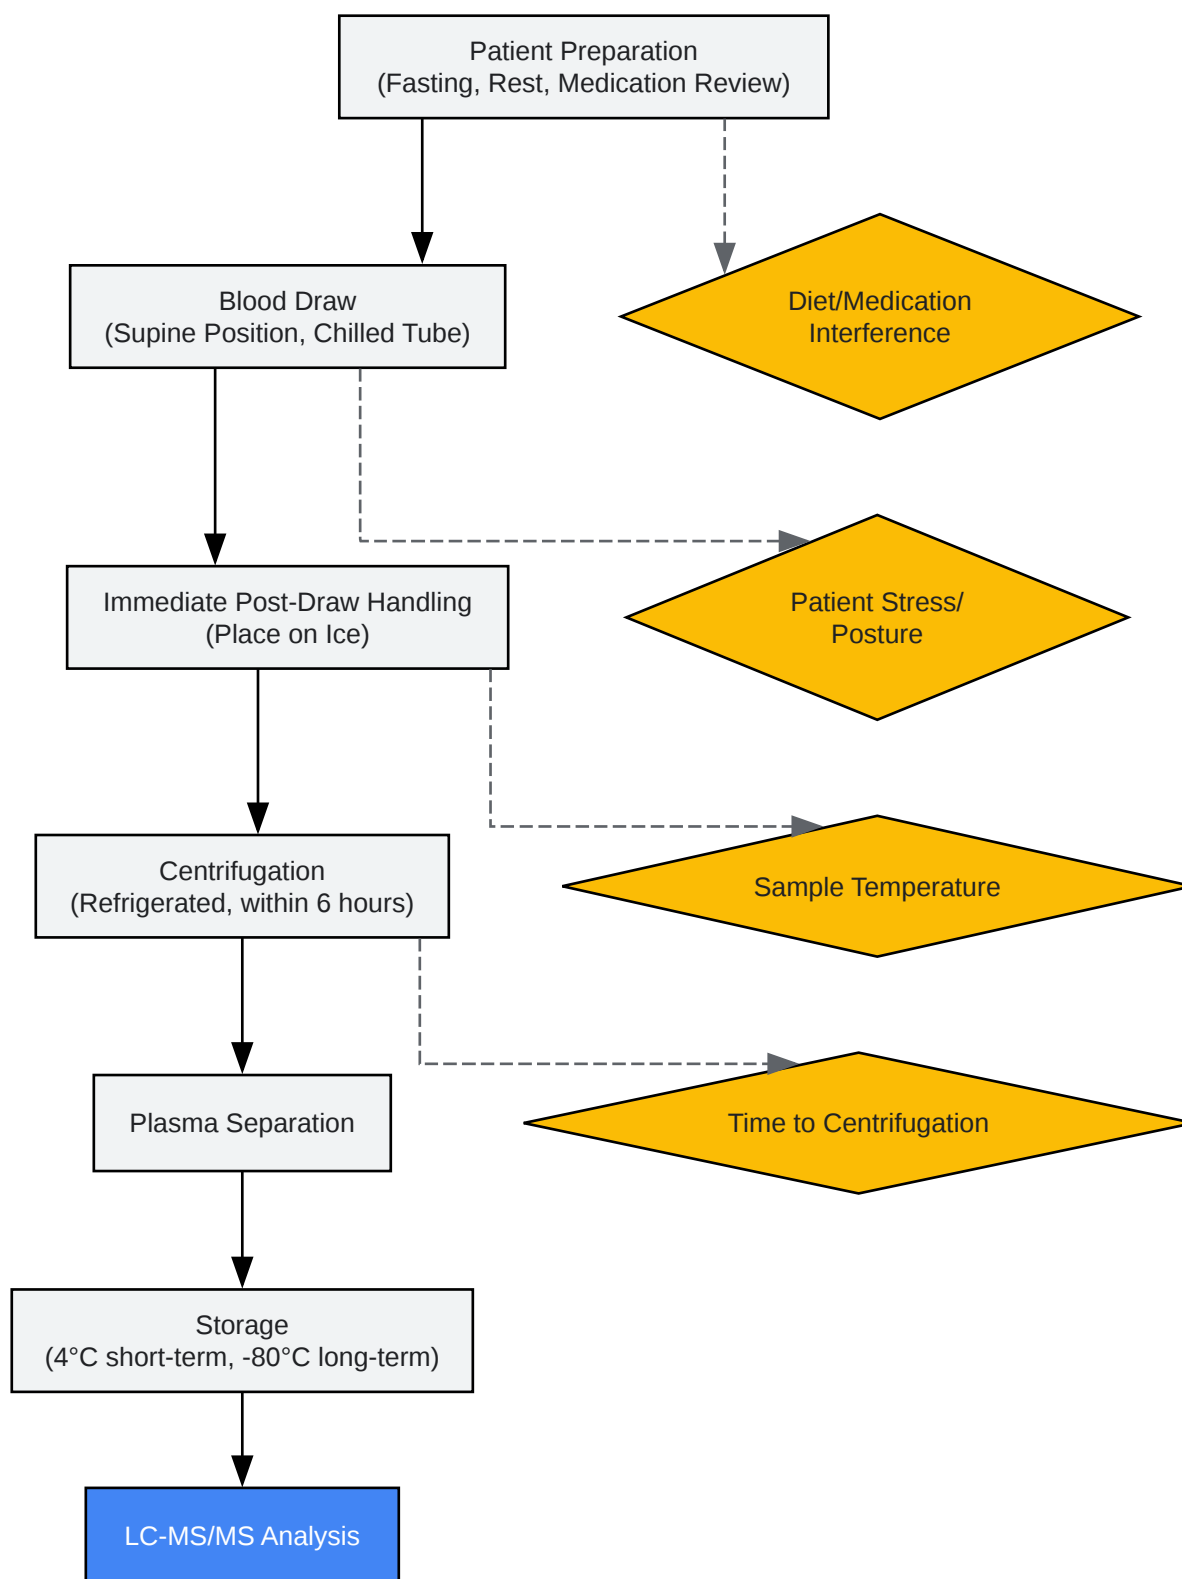 Patient Preparation
(Fasting, Rest, Medication Review)
Blood Draw
(Supine Position, Chilled Tube)
Diet/Medication
Interference
Immediate Post-Draw Handling
(Place on Ice)
Patient Stress/
Posture
Centrifugation
(Refrigerated, within 6 hours)
Sample Temperature
Plasma Separation
Time to Centrifugation
Storage
(4°C short-term, -80°C long-term)
LC-MS/MS Analysis